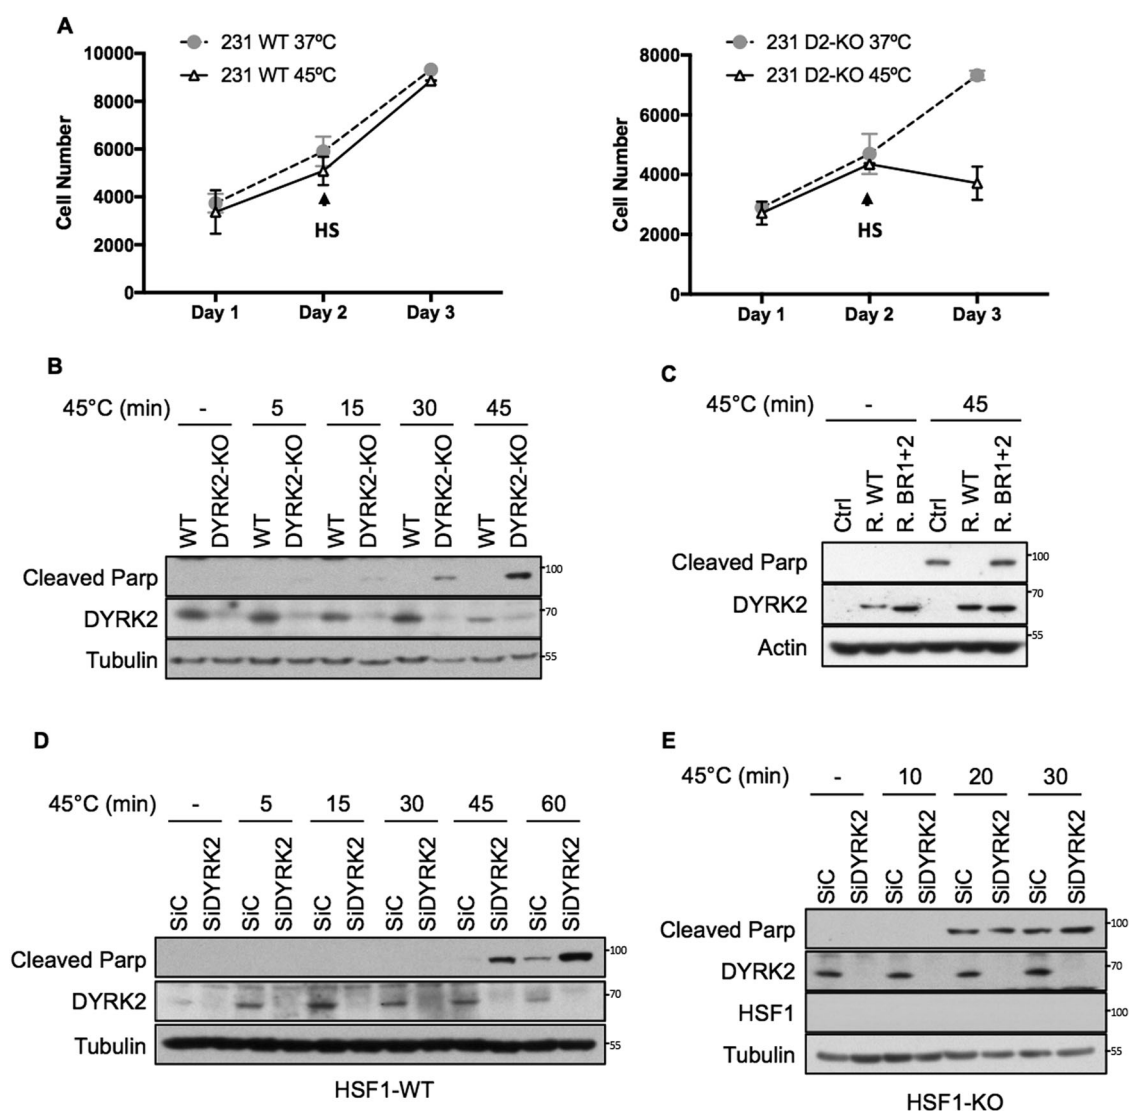 A
231 WT 37ºC
231 WT 45ºC
Cell Number
10000
8000
6000
4000
2000
0
HS
Day 1 Day 2 Day 3
231 D2-KO 37ºC
231 D2-KO 45ºC
Cell Number
8000
6000
4000
2000
0
HS
Day 1 Day 2 Day 3
B
45°C (min) - 5 15 30 45
WT DYRK2-KO WT DYRK2-KO WT DYRK2-KO WT DYRK2-KO WT DYRK2-KO
Cleaved Parp 100
DYRK2 70
Tubulin 55
C
45°C (min) - 45
Ctrl R. WT R. BR1+2 Ctrl R. WT R. BR1+2
Cleaved Parp 100
DYRK2 70
Actin 55
D
45°C (min) - 5 15 30 45 60
SiC SiDYRK2 SiC SiDYRK2 SiC SiDYRK2 SiC SiDYRK2 SiC SiDYRK2 SiC SiDYRK2
Cleaved Parp 100
DYRK2 70
Tubulin 55
HSF1-WT
E
45°C (min) - 10 20 30
SiC SiDYRK2 SiC SiDYRK2 SiC SiDYRK2 SiC SiDYRK2
Cleaved Parp 100
DYRK2 70
HSF1 100
Tubulin 55
HSF1-KO